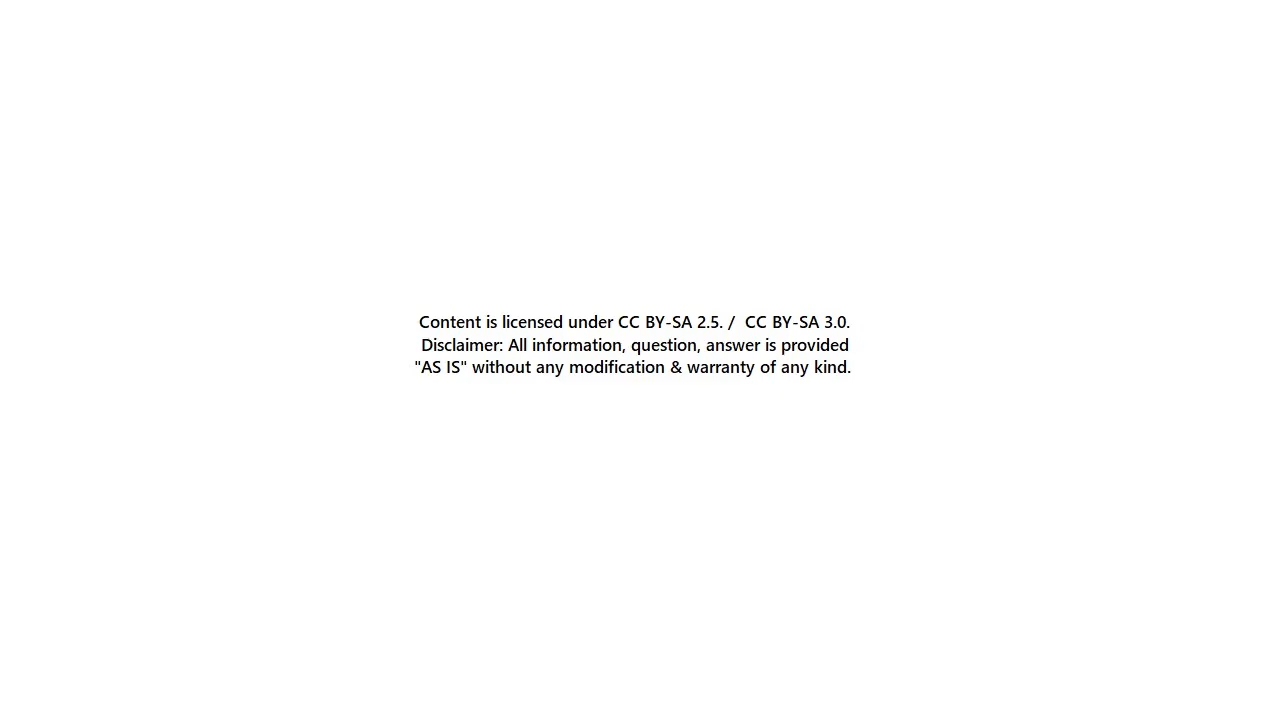 Content is licensed under CC BY-SA 2.5. /  CC BY-SA 3.0.
Disclaimer: All information, question, answer is provided
"AS IS" without any modification & warranty of any kind.